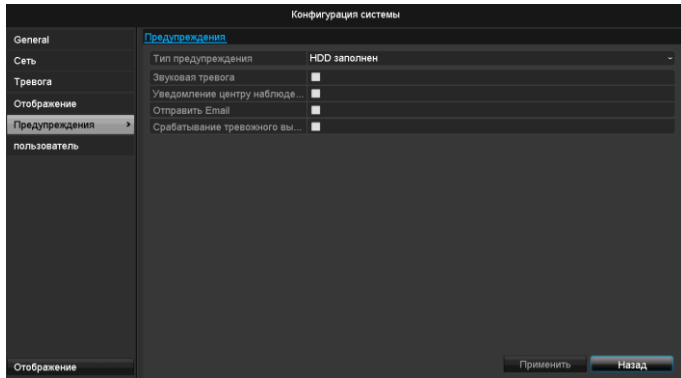 Конфигурация системы
General
Сеть
Тревога
Отображение
Предупреждения
пользователь
Отображение
Предупреждения
Тип предупреждения HDD заполнен
Звуковая тревога
Уведомление центру наблюде...
Отправить Email
Срабатывание тревожного вы...
Применить Назад